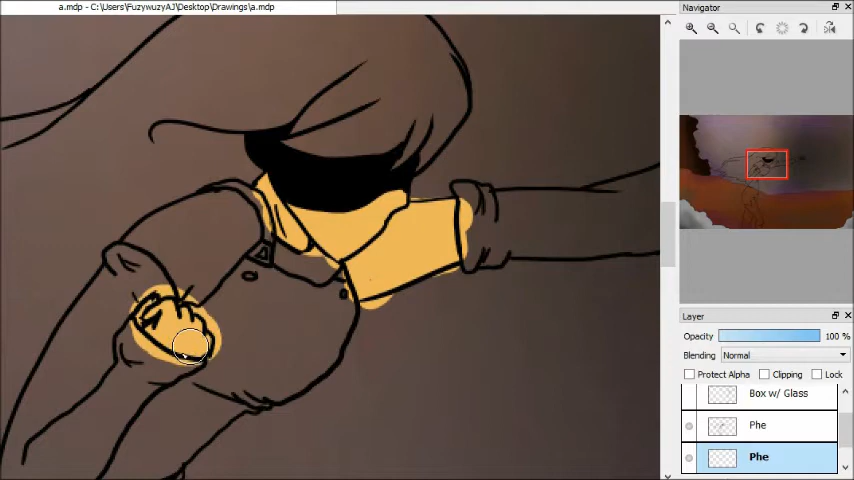 a.mdp - C:\Users\FuzywuzyAJ\Desktop\Drawings\a.mdp
Navigator
Layer
Opacity 100 %
Blending Normal
Protect Alpha Clipping Lock
Box w/ Glass
Phe
Phe